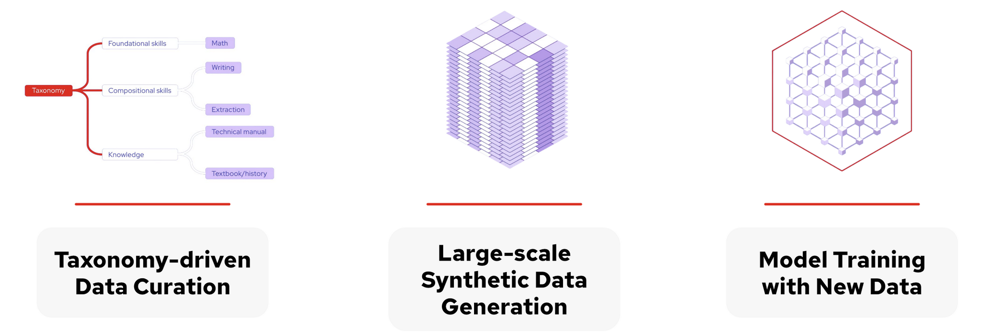 Taxonomy
Foundational skills
Math
Compositional skills
Writing
Extraction
Knowledge
Technical manual
Textbook/history
Taxonomy-driven
Data Curation
Large-scale
Synthetic Data
Generation
Model Training
with New Data